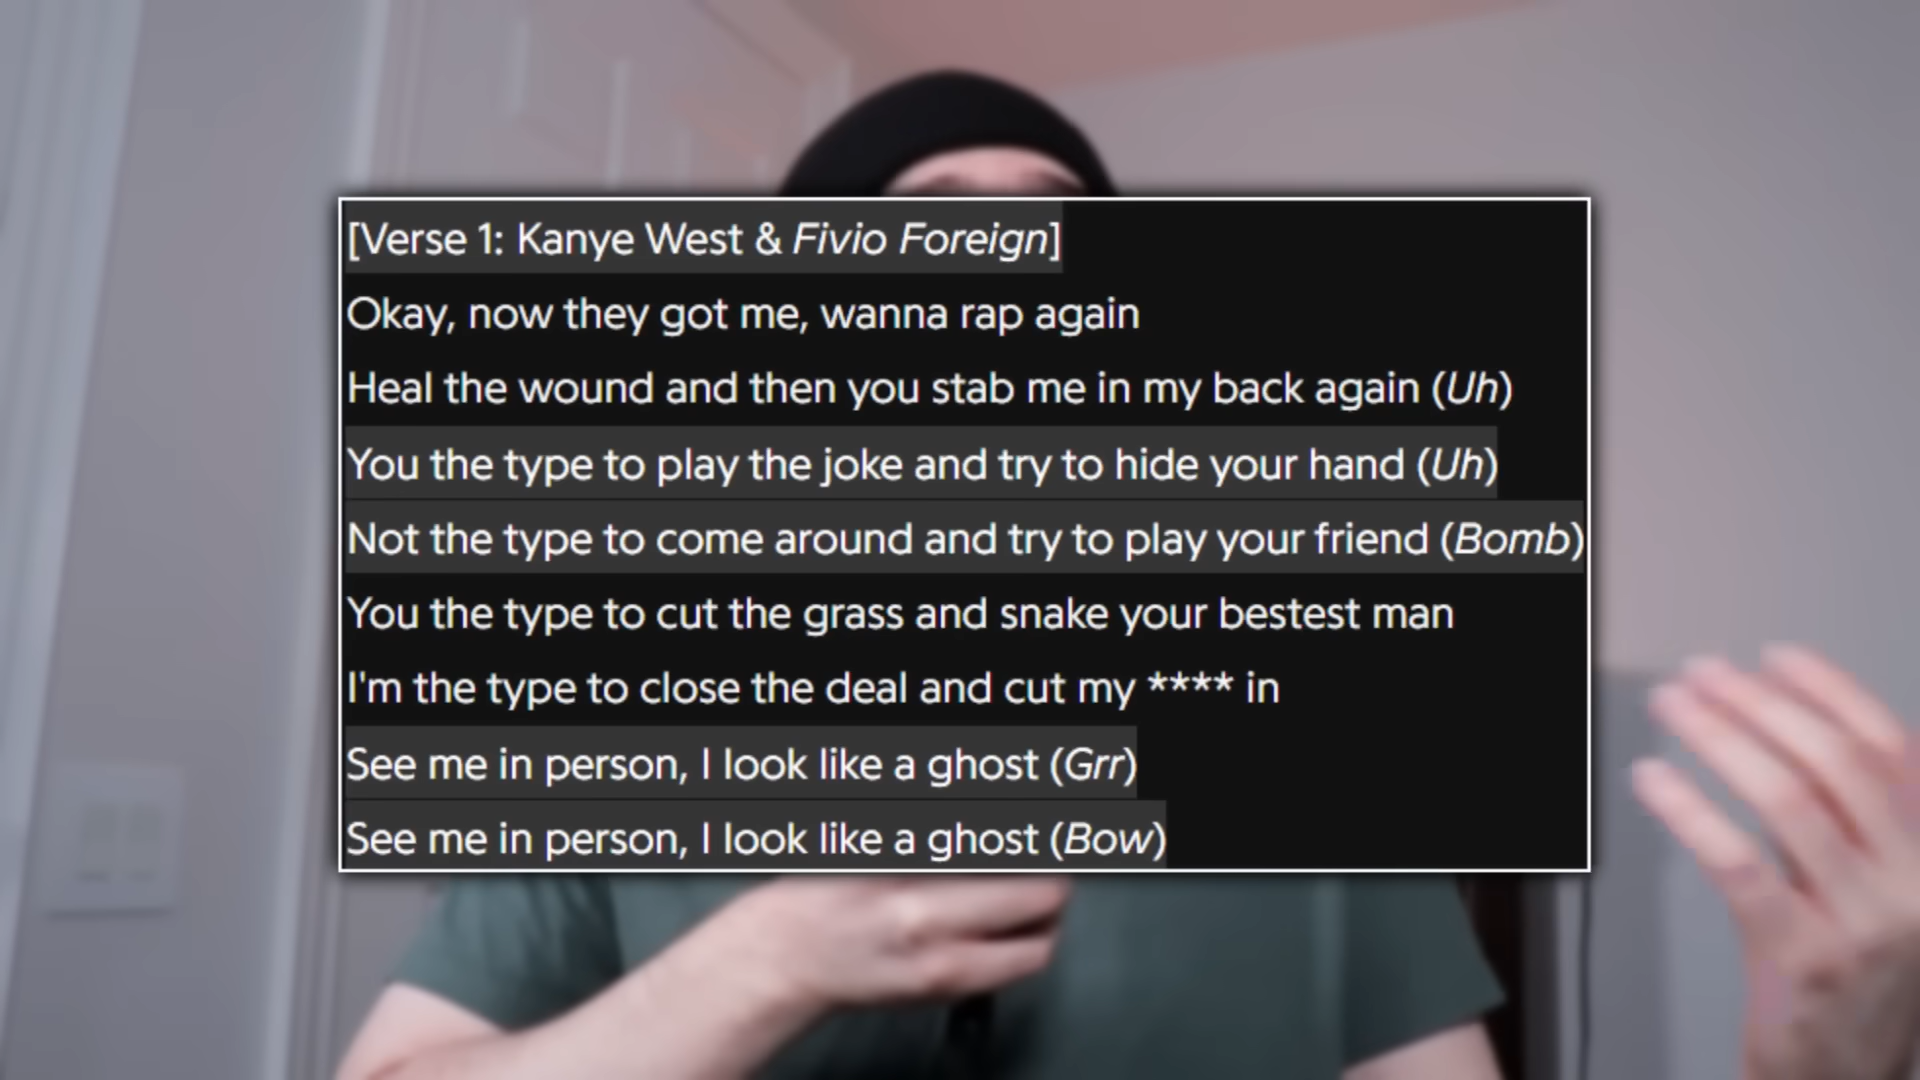 [Verse 1: Kanye West & Fivio Foreign]
Okay, now they got me, wanna rap again
Heal the wound and then you stab me in my back again (Uh)
You the type to play the joke and try to hide your hand (Uh)
Not the type to come around and try to play your friend (Bomb)
You the type to cut the grass and snake your bestest man
I'm the type to close the deal and cut my **** in
See me in person, I look like a ghost (Grr)
See me in person, I look like a ghost (Bow)